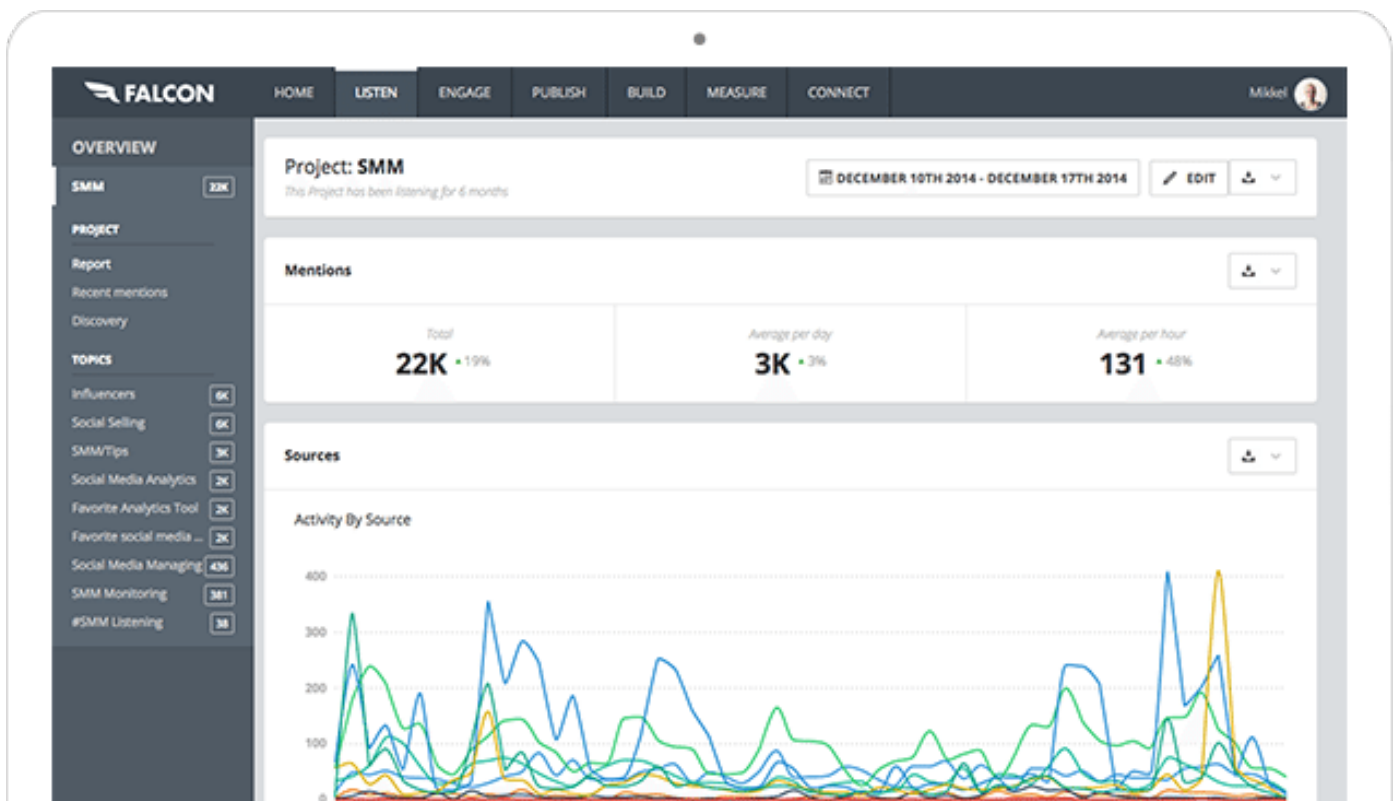 FALCON
HOME LISTEN ENGAGE PUBLISH BUILD MEASURE CONNECT
Mikkel
OVERVIEW
SMM 22K
PROJECT
Report
Recent mentions
Discovery
TOPICS
Influencers 6K
Social Selling 6K
SMM/Tips 3K
Social Media Analytics 2K
Favorite Analytics Tool 2K
Favorite social media ... 2K
Social Media Managing 436
SMM Monitoring 381
#SMM Listening 38
Project: SMM
This Project has been listening for 6 months
DECEMBER 10TH 2014 - DECEMBER 17TH 2014
EDIT
Mentions
Total
22K 19%
Average per day
3K 3%
Average per hour
131 48%
Sources
Activity By Source
400
300
200
100
0